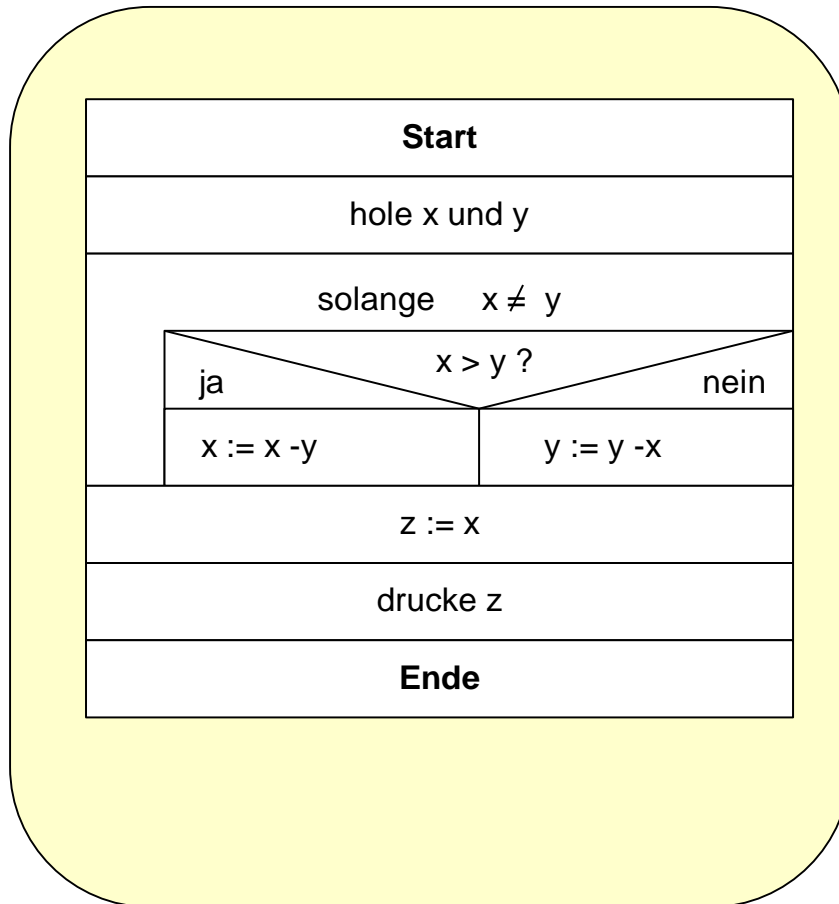 Start
hole x und y
solange x ≠ y
x > y ?
ja
nein
x := x -y
y := y -x
z := x
drucke z
Ende